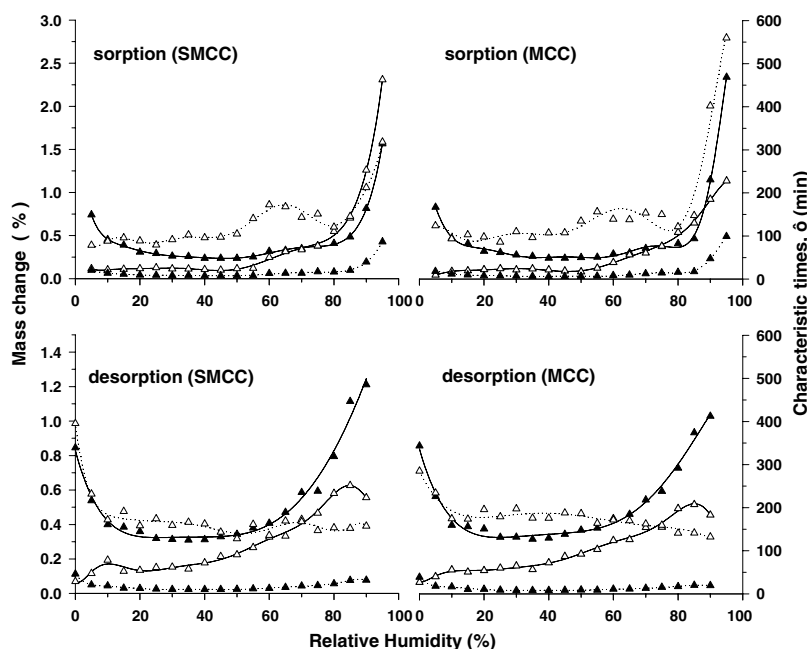 3.0
2.5
2.0
1.5
1.0
0.5
0.0
sorption (SMCC)
0 20 40 60 80 100
sorption (MCC)
0 20 40 60 80 100
600
500
400
300
200
100
0
Mass change ( % )
Characteristic times, ô (min)
1.4
1.2
1.0
0.8
0.6
0.4
0.2
0.0
desorption (SMCC)
0 20 40 60 80 100
desorption (MCC)
0 20 40 60 80 100
600
500
400
300
200
100
0
Relative Humidity (%)